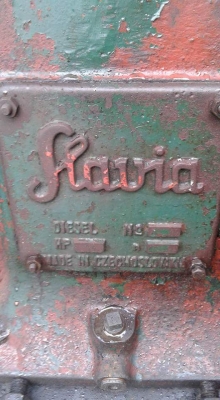 Slavia
DIESEL NO
HP n
MADE IN CZECHOSLOVAKIA